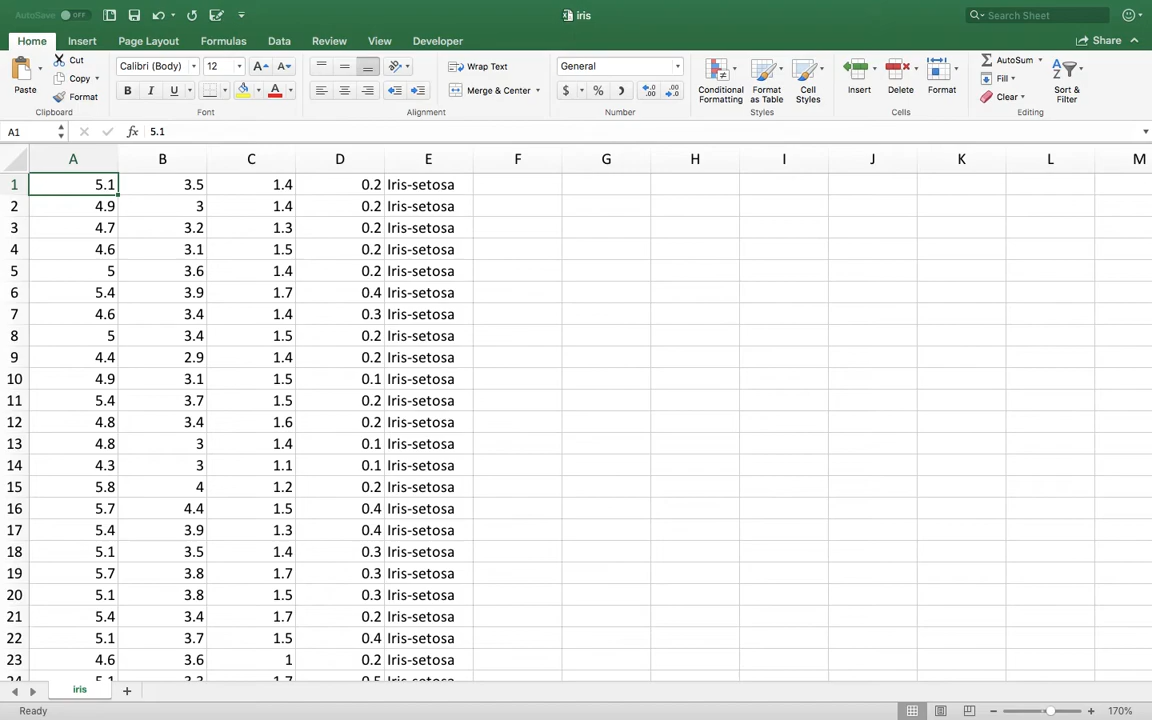 AutoSave OFF
iris
Search Sheet
Home Insert Page Layout Formulas Data Review View Developer
Share
Paste
Cut
Copy
Format
Clipboard
Calibri (Body) 12 A A
B I U A
Font
ab
Alignment
Wrap Text
Merge & Center
General
$ % )
.0 .00
.00 .0
Number
Conditional Formatting
Format as Table
Cell Styles
Styles
Insert
Delete
Format
Cells
AutoSum
Fill
Clear
Sort & Filter
Editing
A1 fx 5.1
A B C D E F G H I J K L M
1 5.1 3.5 1.4 0.2 Iris-setosa
2 4.9 3 1.4 0.2 Iris-setosa
3 4.7 3.2 1.3 0.2 Iris-setosa
4 4.6 3.1 1.5 0.2 Iris-setosa
5 5 3.6 1.4 0.2 Iris-setosa
6 5.4 3.9 1.7 0.4 Iris-setosa
7 4.6 3.4 1.4 0.3 Iris-setosa
8 5 3.4 1.5 0.2 Iris-setosa
9 4.4 2.9 1.4 0.2 Iris-setosa
10 4.9 3.1 1.5 0.1 Iris-setosa
11 5.4 3.7 1.5 0.2 Iris-setosa
12 4.8 3.4 1.6 0.2 Iris-setosa
13 4.8 3 1.4 0.1 Iris-setosa
14 4.3 3 1.1 0.1 Iris-setosa
15 5.8 4 1.2 0.2 Iris-setosa
16 5.7 4.4 1.5 0.4 Iris-setosa
17 5.4 3.9 1.3 0.4 Iris-setosa
18 5.1 3.5 1.4 0.3 Iris-setosa
19 5.7 3.8 1.7 0.3 Iris-setosa
20 5.1 3.8 1.5 0.3 Iris-setosa
21 5.4 3.4 1.7 0.2 Iris-setosa
22 5.1 3.7 1.5 0.4 Iris-setosa
23 4.6 3.6 1 0.2 Iris-setosa
24 5.1 3.3 1.7 0.5 Iris-setosa
iris
Ready
170%